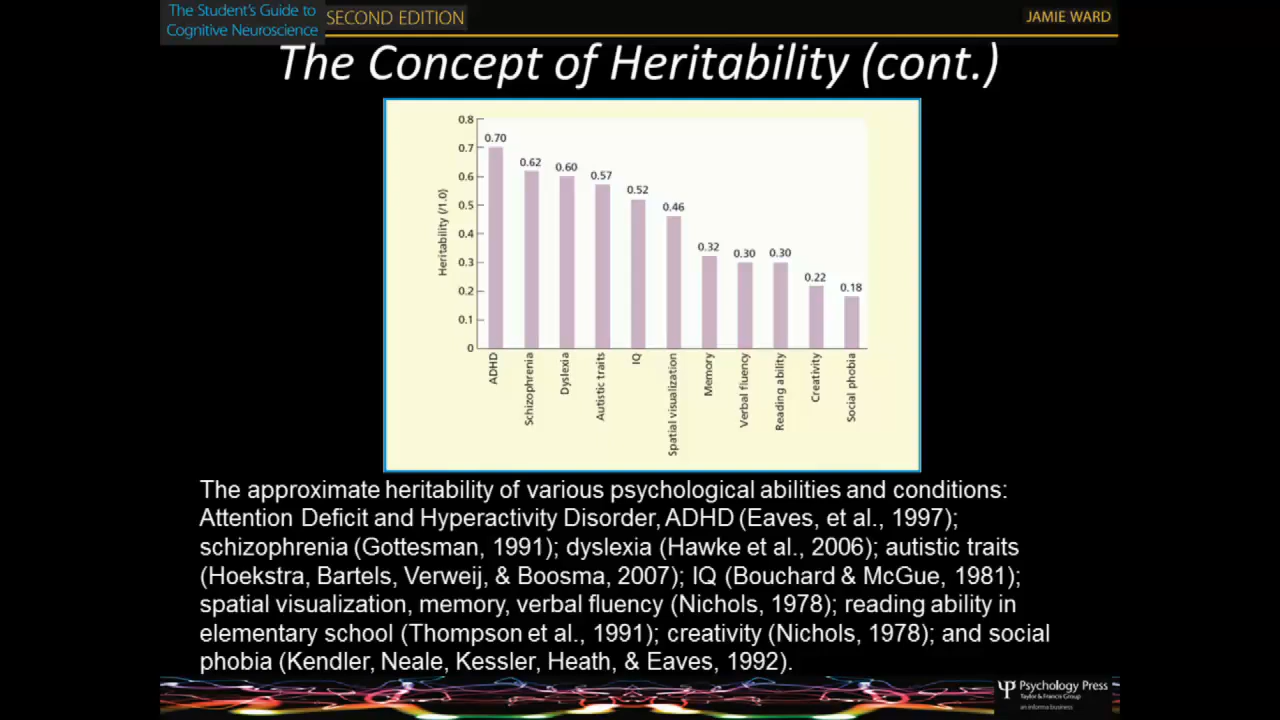 The Student's Guide to
Cognitive Neuroscience
SECOND EDITION
JAMIE WARD
The Concept of Heritability (cont.)
Heritability (/1.0)
0.8
0.7
0.6
0.5
0.4
0.3
0.2
0.1
0
0.70
0.62
0.60
0.57
0.52
0.46
0.32
0.30
0.30
0.22
0.18
ADHD
Schizophrenia
Dyslexia
Autistic traits
IQ
Spatial visualization
Memory
Verbal fluency
Reading ability
Creativity
Social phobia
The approximate heritability of various psychological abilities and conditions:
Attention Deficit and Hyperactivity Disorder, ADHD (Eaves, et al., 1997);
schizophrenia (Gottesman, 1991); dyslexia (Hawke et al., 2006); autistic traits
(Hoekstra, Bartels, Verweij, & Boosma, 2007); IQ (Bouchard & McGue, 1981);
spatial visualization, memory, verbal fluency (Nichols, 1978); reading ability in
elementary school (Thompson et al., 1991); creativity (Nichols, 1978); and social
phobia (Kendler, Neale, Kessler, Heath, & Eaves, 1992).
Psychology Press
Taylor & Francis Group
an informa business